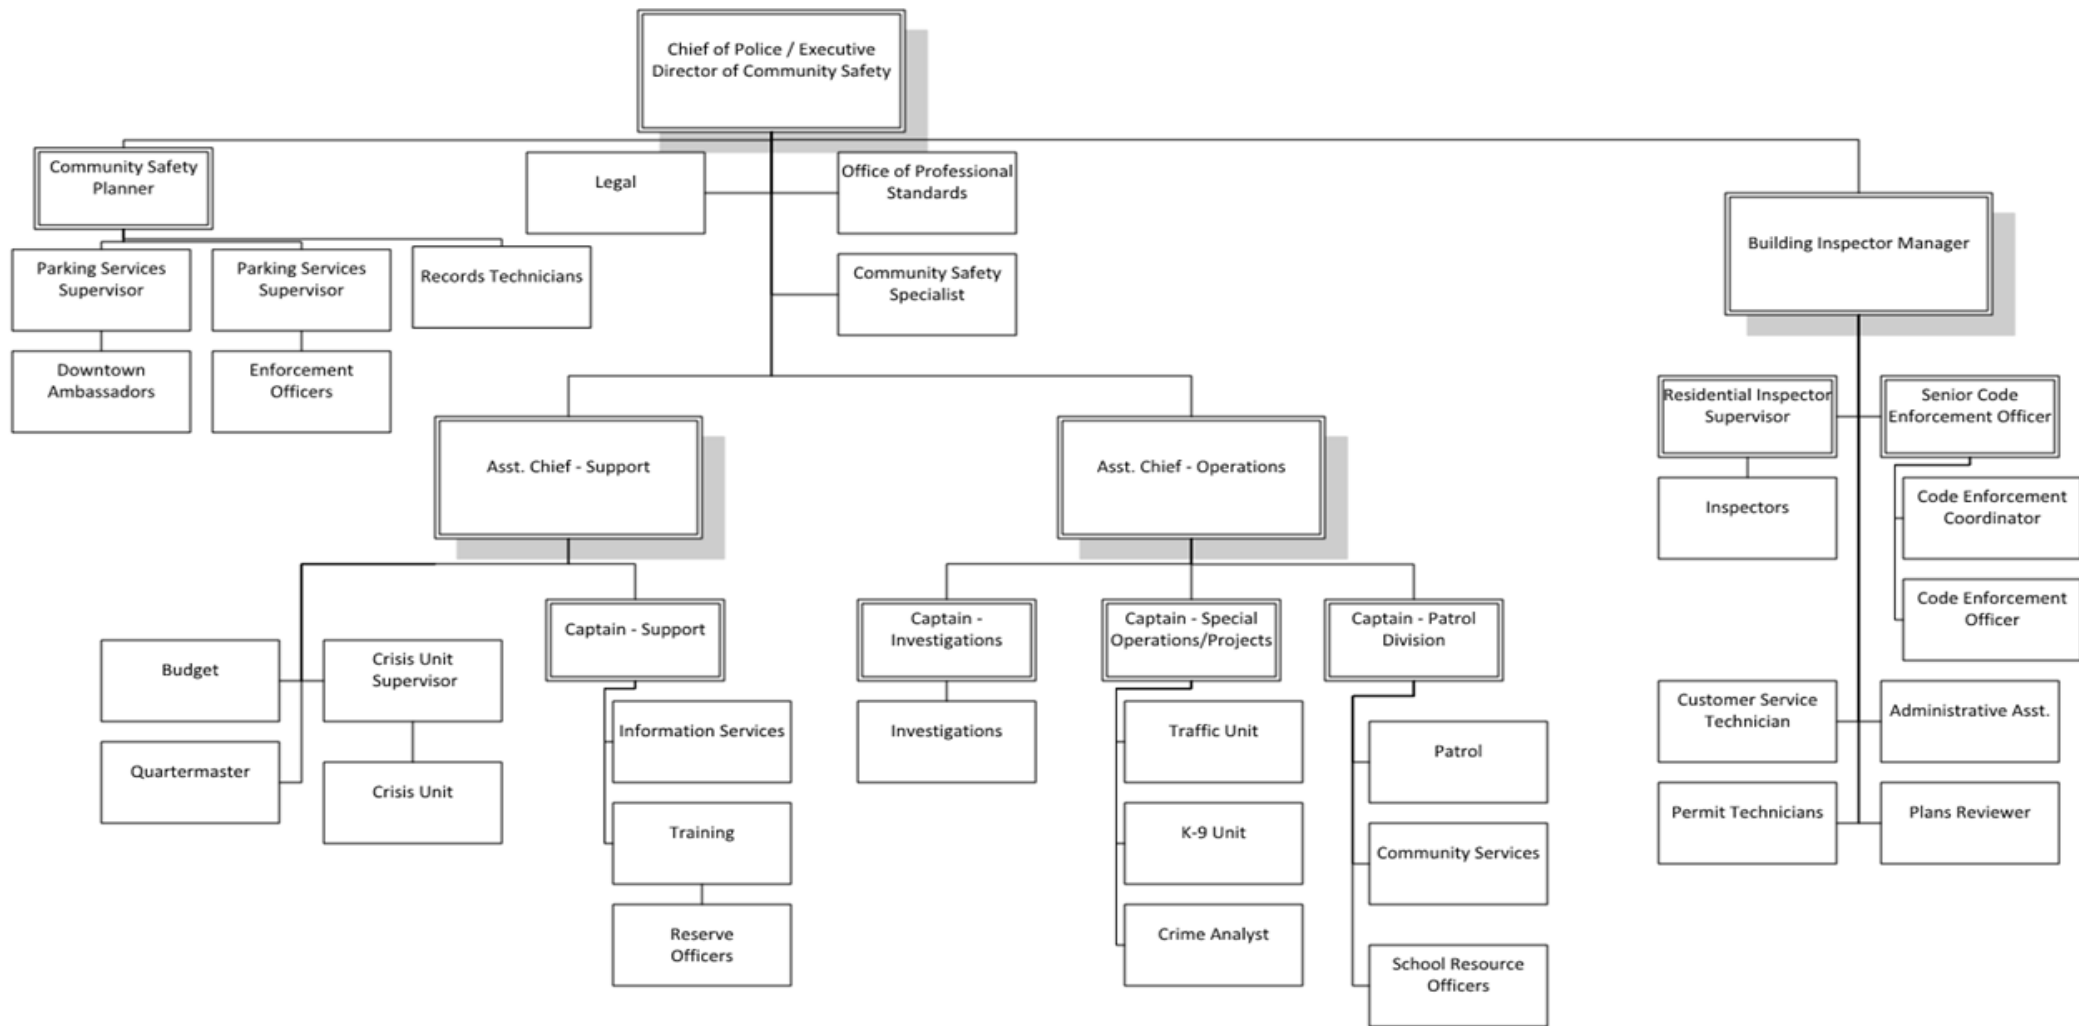 Chief of Police / Executive
Director of Community Safety
Community Safety
Planner
Legal
Office of Professional
Standards
Building Inspector Manager
Parking Services
Supervisor
Parking Services
Supervisor
Records Technicians
Community Safety
Specialist
Downtown
Ambassadors
Enforcement
Officers
Residential Inspector
Supervisor
Senior Code
Enforcement Officer
Asst. Chief - Support
Asst. Chief - Operations
Inspectors
Code Enforcement
Coordinator
Code Enforcement
Officer
Captain - Support
Captain -
Investigations
Captain - Special
Operations/Projects
Captain - Patrol
Division
Budget
Crisis Unit
Supervisor
Customer Service
Technician
Administrative Asst.
Information Services
Investigations
Traffic Unit
Patrol
Quartermaster
Crisis Unit
Permit Technicians
Plans Reviewer
Training
K-9 Unit
Community Services
Reserve
Officers
Crime Analyst
School Resource
Officers